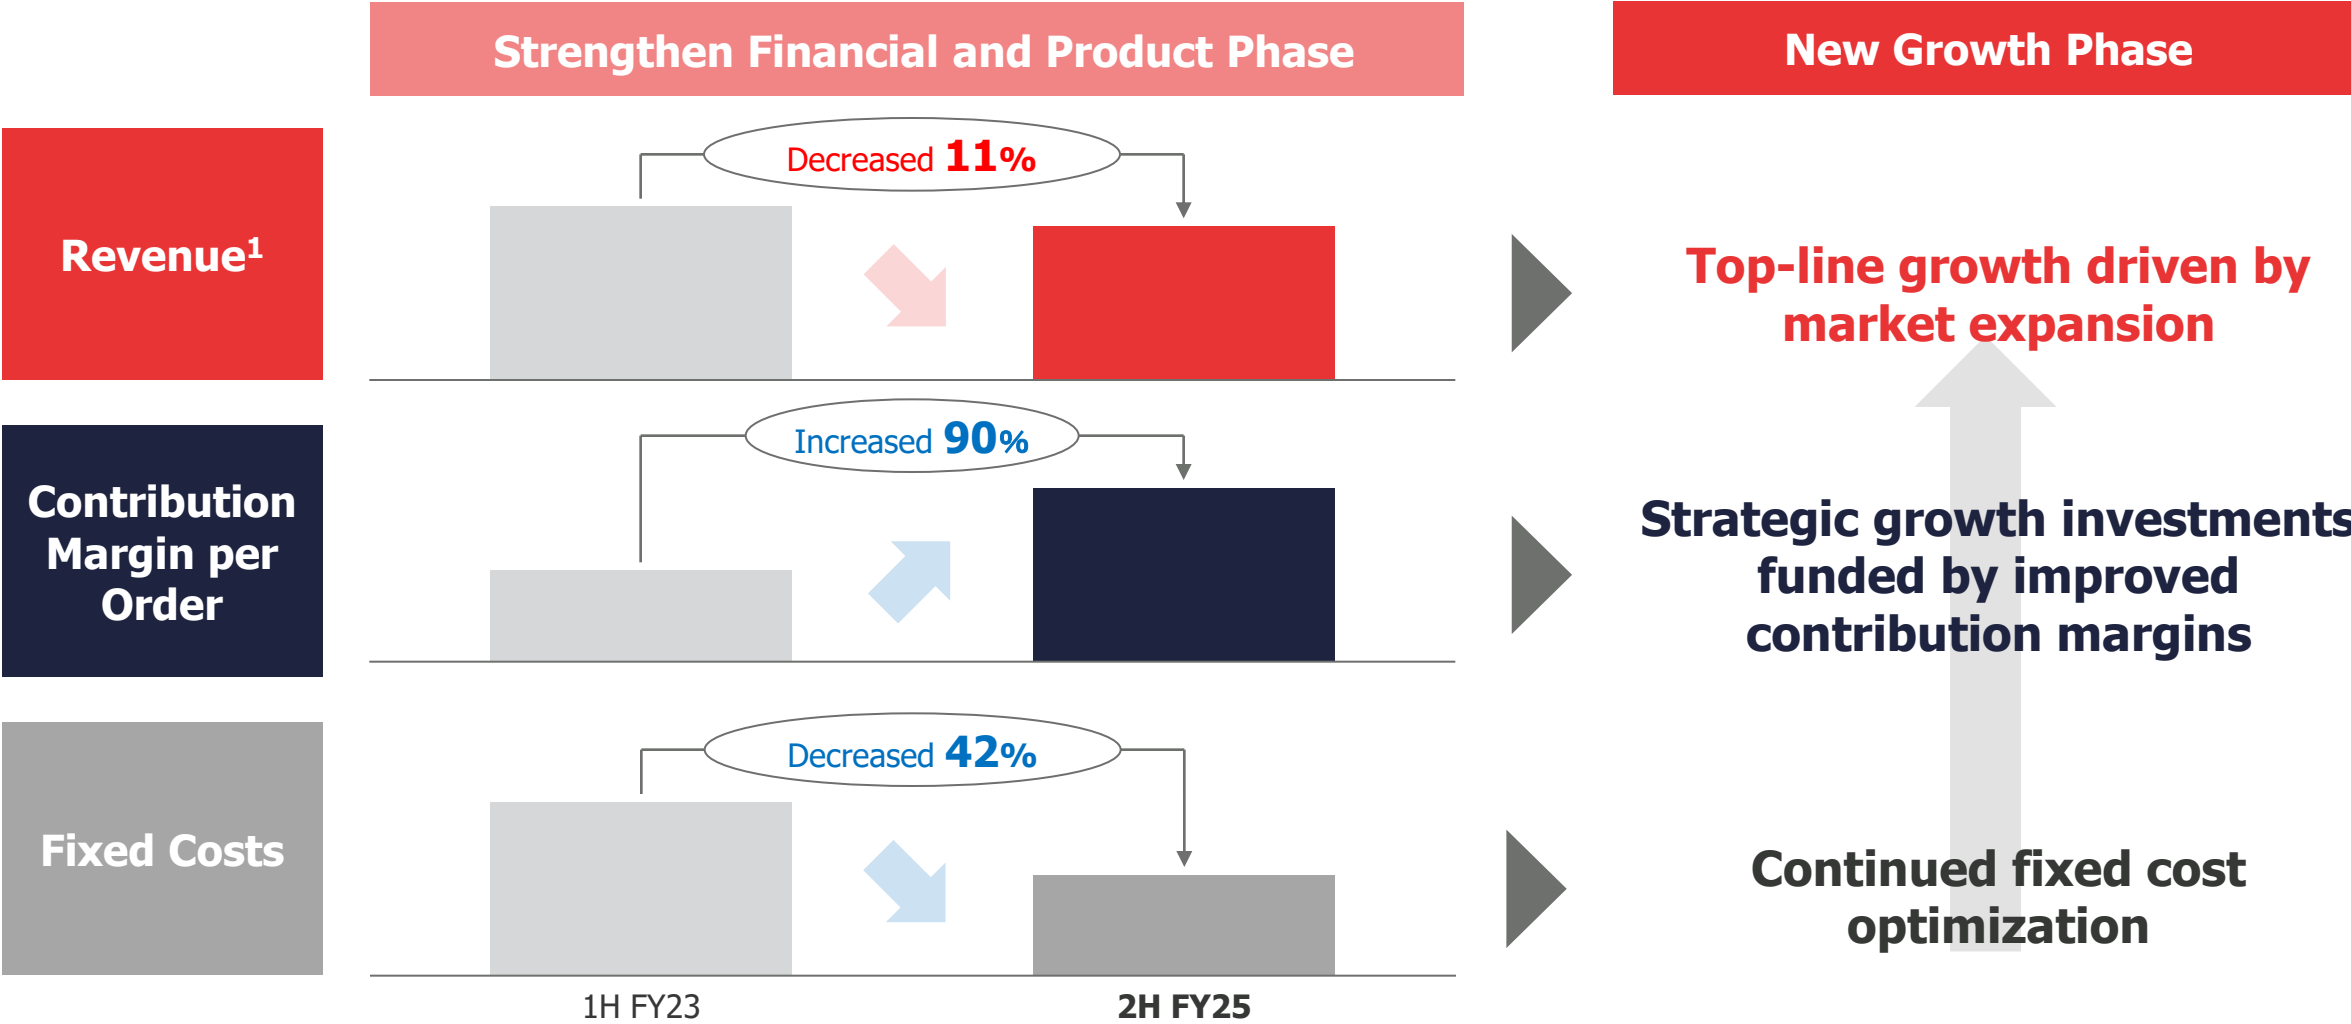 Strengthen Financial and Product Phase
New Growth Phase
Revenue¹
Decreased 11%
Top-line growth driven by
market expansion
Contribution
Margin per
Order
Increased 90%
Strategic growth investments
funded by improved
contribution margins
Fixed Costs
Decreased 42%
Continued fixed cost
optimization
1H FY23
2H FY25